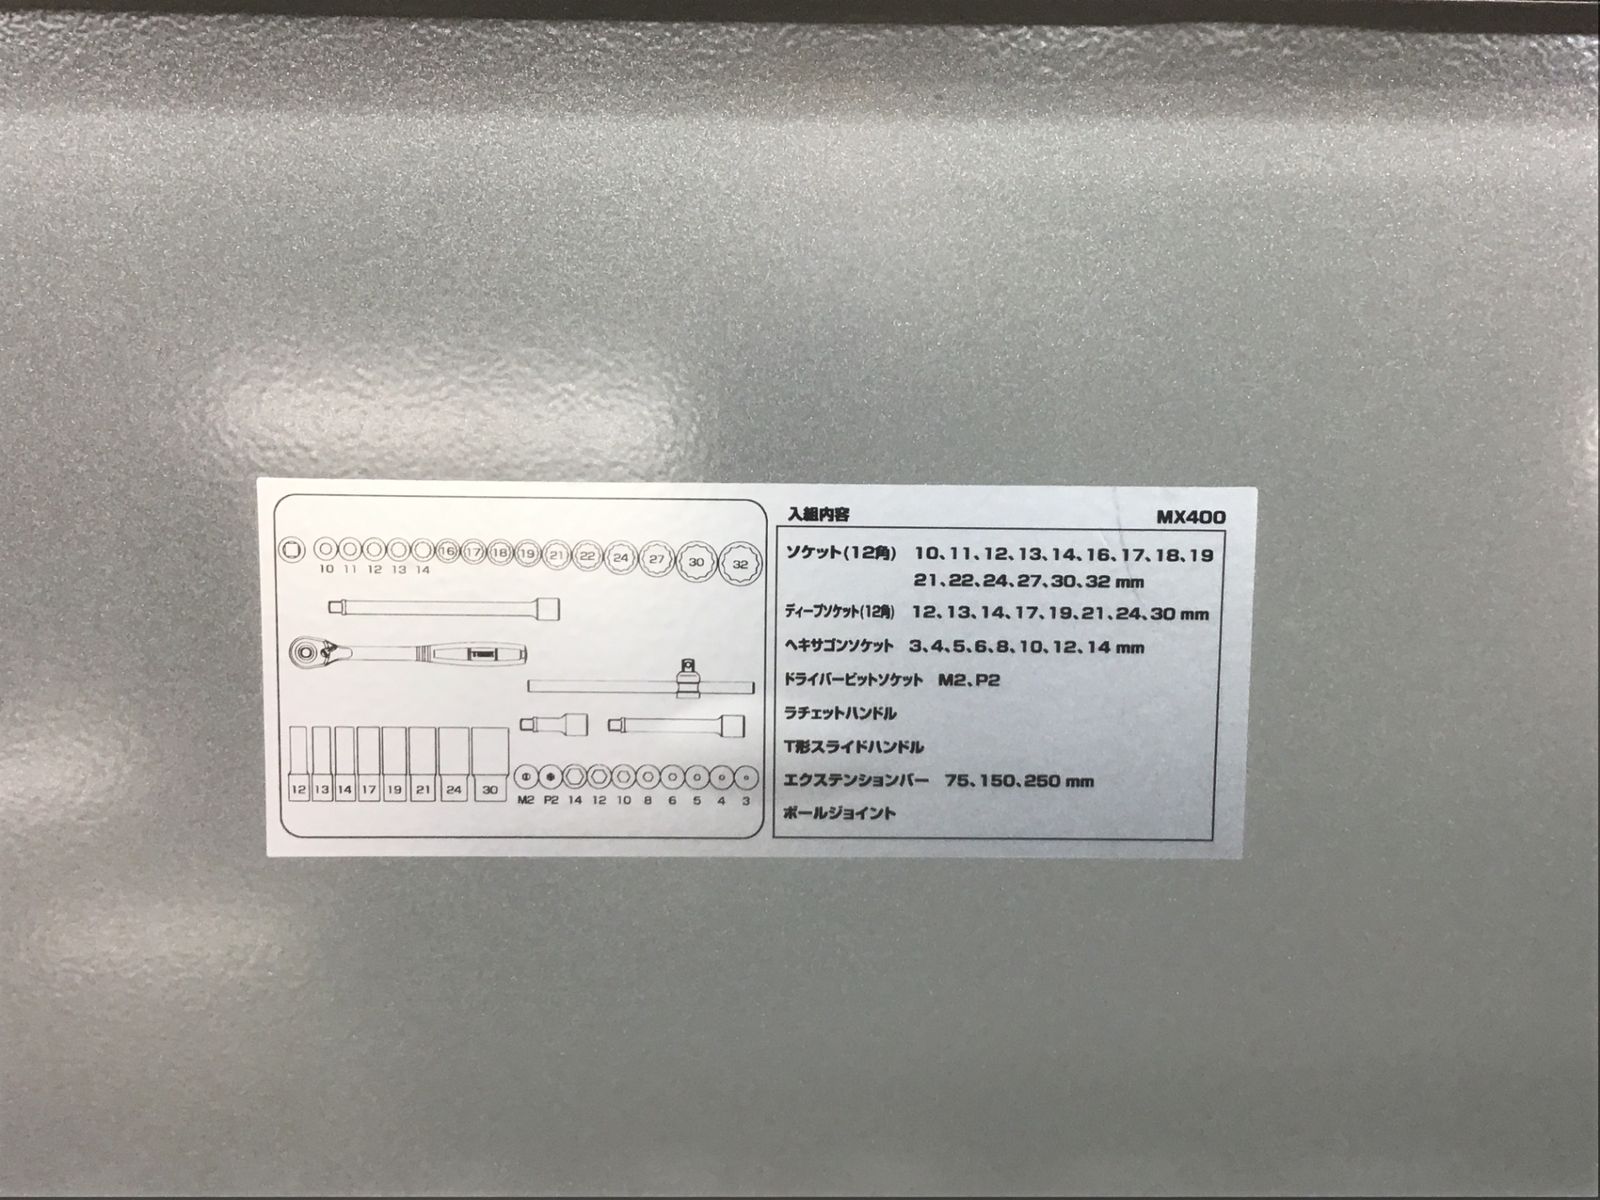 10 11 12 13 14 16 17 18 19 21 22 24 27 30 32
12 13 14 17 19 21 24 30
M2 P2 14 12 10 8 6 5 4 3
入組内容 MX400
ソケット(12角) 10、11、12、13、14、16、17、18、19
21、22、24、27、30、32 mm
ディープソケット(12角) 12、13、14、17、19、21、24、30 mm
ヘキサゴンソケット 3、4、5、6、8、10、12、14 mm
ドライバービットソケット M2、P2
ラチェットハンドル
T形スライドハンドル
エクステンションバー 75、150、250 mm
ボールジョイント